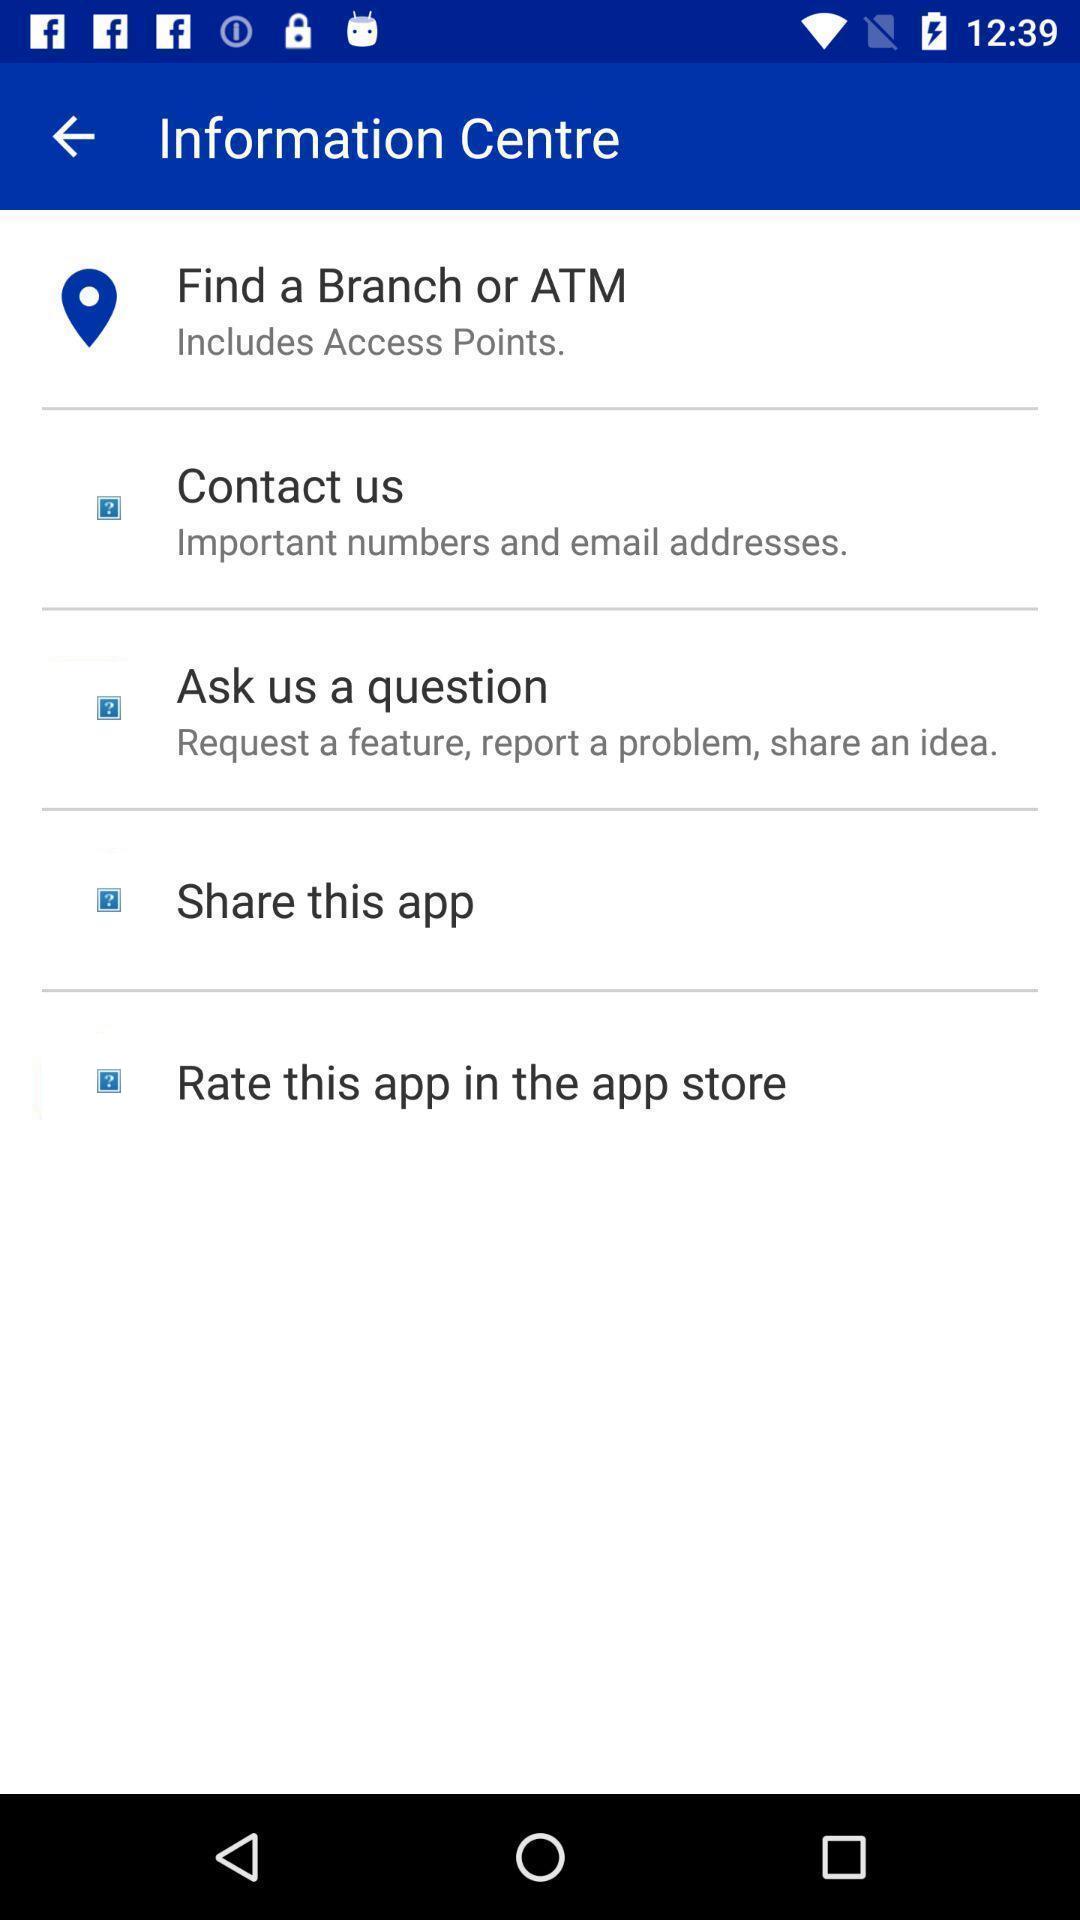 12:39
Information Centre
Find a Branch or ATM
Includes Access Points.
Contact us
Important numbers and email addresses.
Ask us a question
Request a feature, report a problem, share an idea.
Share this app
Rate this app in the app store